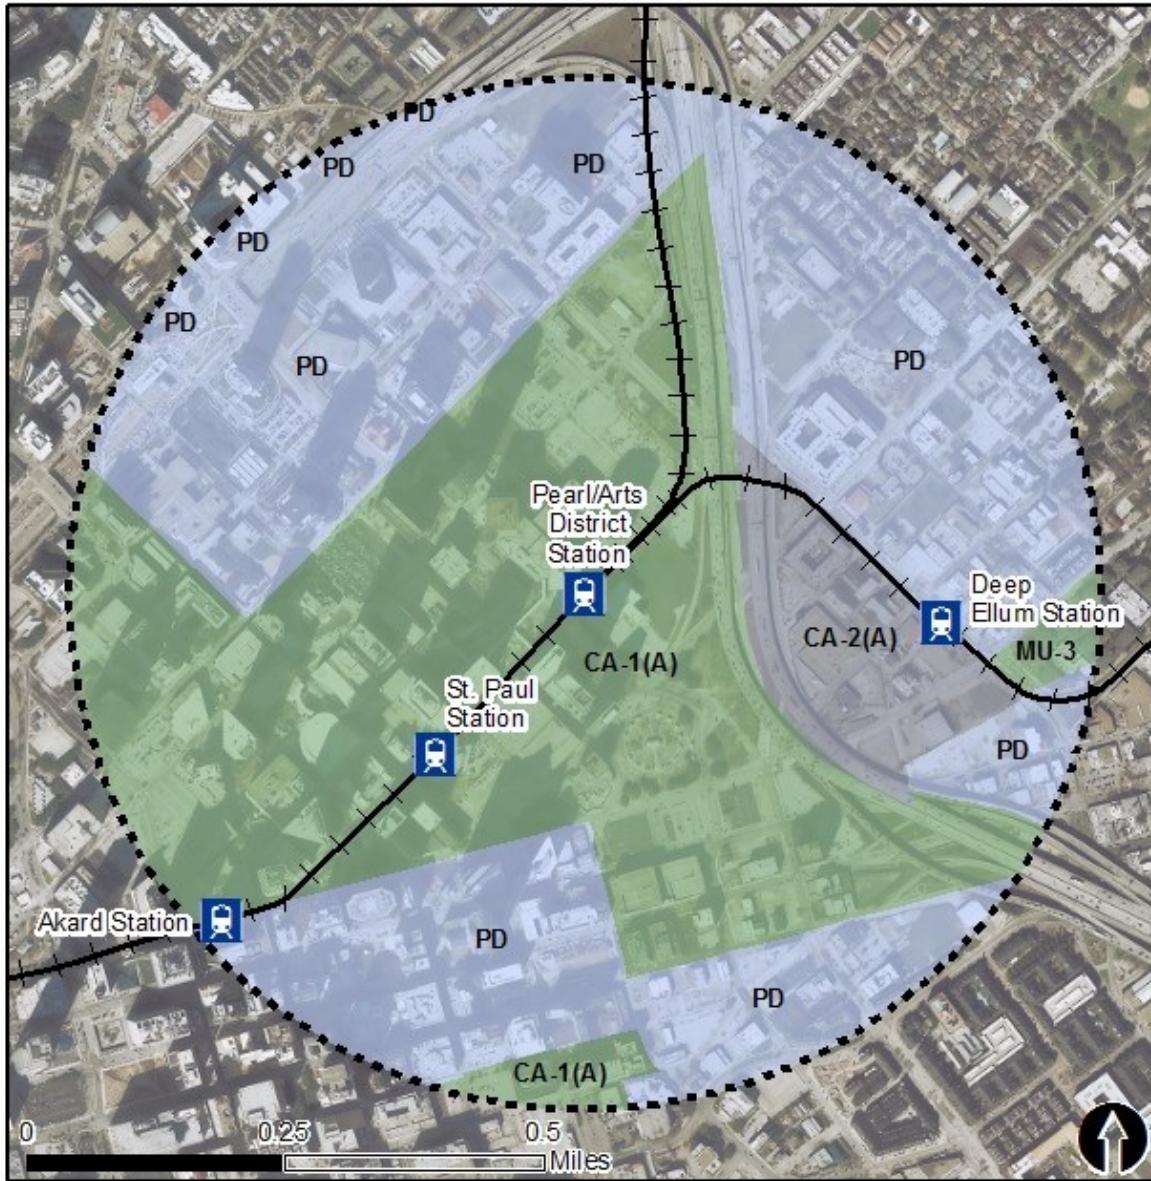 PD
PD
PD
PD
PD
PD
PD
Pearl/Arts
District
Station
Deep
Ellum Station
CA-2(A)
MU-3
CA-1(A)
St. Paul
Station
PD
Akard Station
PD
PD
CA-1(A)
0 0.25 0.5
Miles